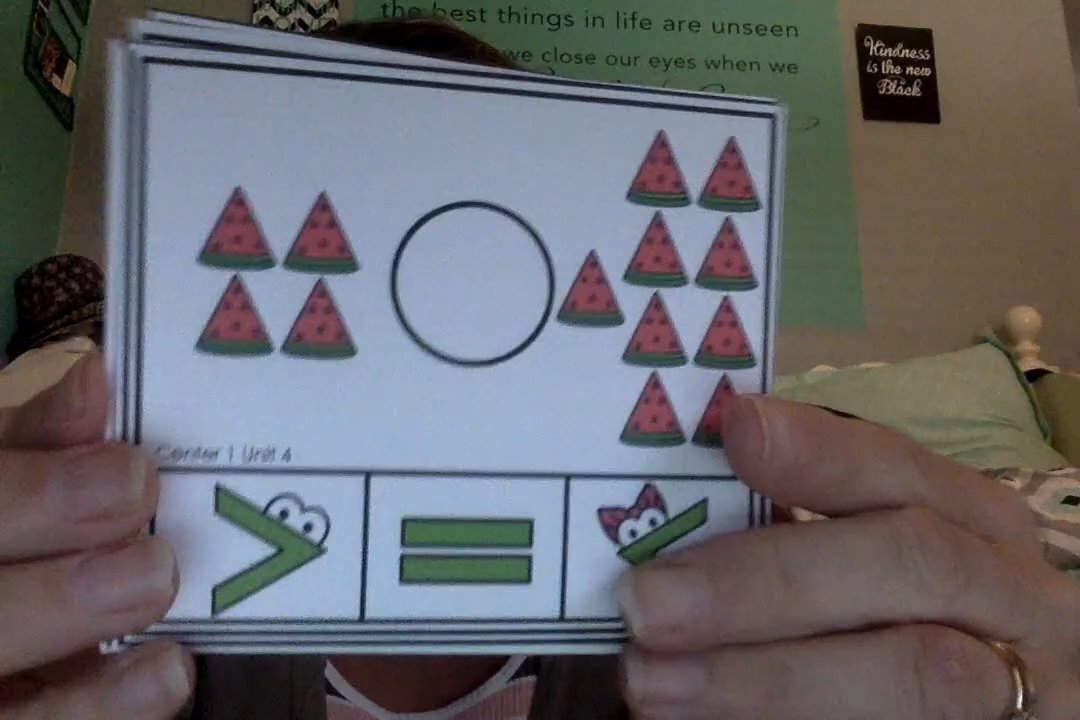 the best things in life are unseen
we close our eyes when we
Kindness
is the new
Black
Center 1 Unit 4
>
=